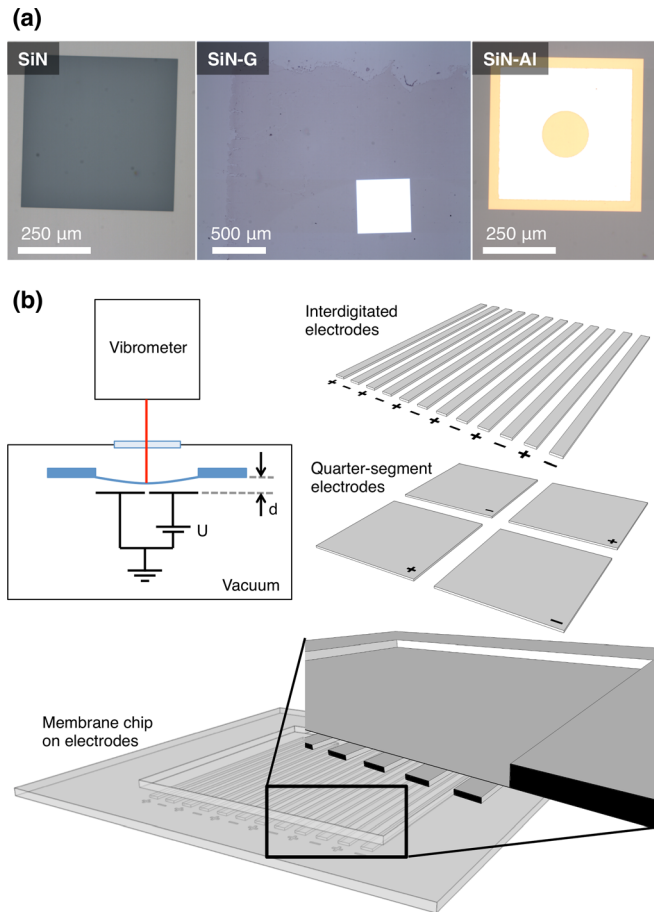 (a)
SiN
SiN-G
SiN-Al
250 µm
500 µm
250 µm
(b)
Vibrometer
d
U
Vacuum
Interdigitated
electrodes
+ – + – + – + – + – + –
Quarter-segment
electrodes
–
+
+
–
Membrane chip
on electrodes
+ – + – + – + – + – + –